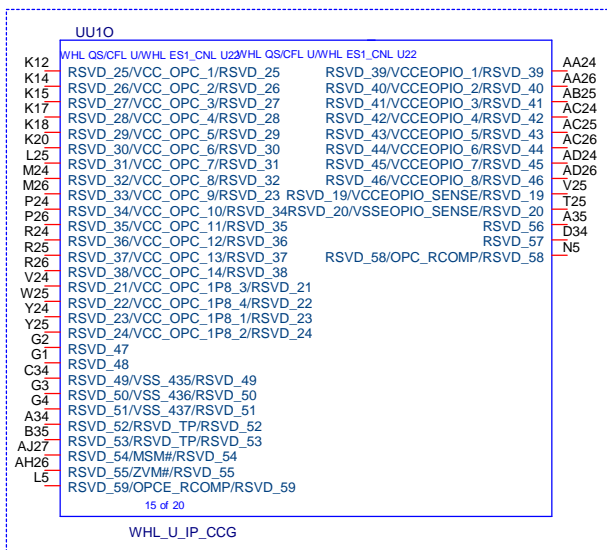 UU1O
WHL QS/CFL U/WHL ES1_CNL U22 WHL QS/CFL U/WHL ES1_CNL U22
K12 RSVD_25/VCC_OPC_1/RSVD_25 RSVD_39/VCCEOPIO_1/RSVD_39 AA24
K14 RSVD_26/VCC_OPC_2/RSVD_26 RSVD_40/VCCEOPIO_2/RSVD_40 AA26
K15 RSVD_27/VCC_OPC_3/RSVD_27 RSVD_41/VCCEOPIO_3/RSVD_41 AB25
K17 RSVD_28/VCC_OPC_4/RSVD_28 RSVD_42/VCCEOPIO_4/RSVD_42 AC24
K18 RSVD_29/VCC_OPC_5/RSVD_29 RSVD_43/VCCEOPIO_5/RSVD_43 AC25
K20 RSVD_30/VCC_OPC_6/RSVD_30 RSVD_44/VCCEOPIO_6/RSVD_44 AC26
L25 RSVD_31/VCC_OPC_7/RSVD_31 RSVD_45/VCCEOPIO_7/RSVD_45 AD24
M24 RSVD_32/VCC_OPC_8/RSVD_32 RSVD_46/VCCEOPIO_8/RSVD_46 AD26
M26 RSVD_33/VCC_OPC_9/RSVD_23 RSVD_19/VCCEOPIO_SENSE/RSVD_19 V25
P24 RSVD_34/VCC_OPC_10/RSVD_34 RSVD_20/VSSEOPIO_SENSE/RSVD_20 T25
P26 RSVD_35/VCC_OPC_11/RSVD_35 RSVD_56 A35
R24 RSVD_36/VCC_OPC_12/RSVD_36 RSVD_57 D34
R25 RSVD_37/VCC_OPC_13/RSVD_37 RSVD_58/OPC_RCOMP/RSVD_58 N5
R26 RSVD_38/VCC_OPC_14/RSVD_38
V24 RSVD_21/VCC_OPC_1P8_3/RSVD_21
W25 RSVD_22/VCC_OPC_1P8_4/RSVD_22
Y24 RSVD_23/VCC_OPC_1P8_1/RSVD_23
Y25 RSVD_24/VCC_OPC_1P8_2/RSVD_24
G2 RSVD_47
G1 RSVD_48
C34 RSVD_49/VSS_435/RSVD_49
G3 RSVD_50/VSS_436/RSVD_50
G4 RSVD_51/VSS_437/RSVD_51
A34 RSVD_52/RSVD_TP/RSVD_52
B35 RSVD_53/RSVD_TP/RSVD_53
AJ27 RSVD_54/MSM#/RSVD_54
AH26 RSVD_55/ZVM#/RSVD_55
L5 RSVD_59/OPCE_RCOMP/RSVD_59
15 of 20
WHL_U_IP_CCG